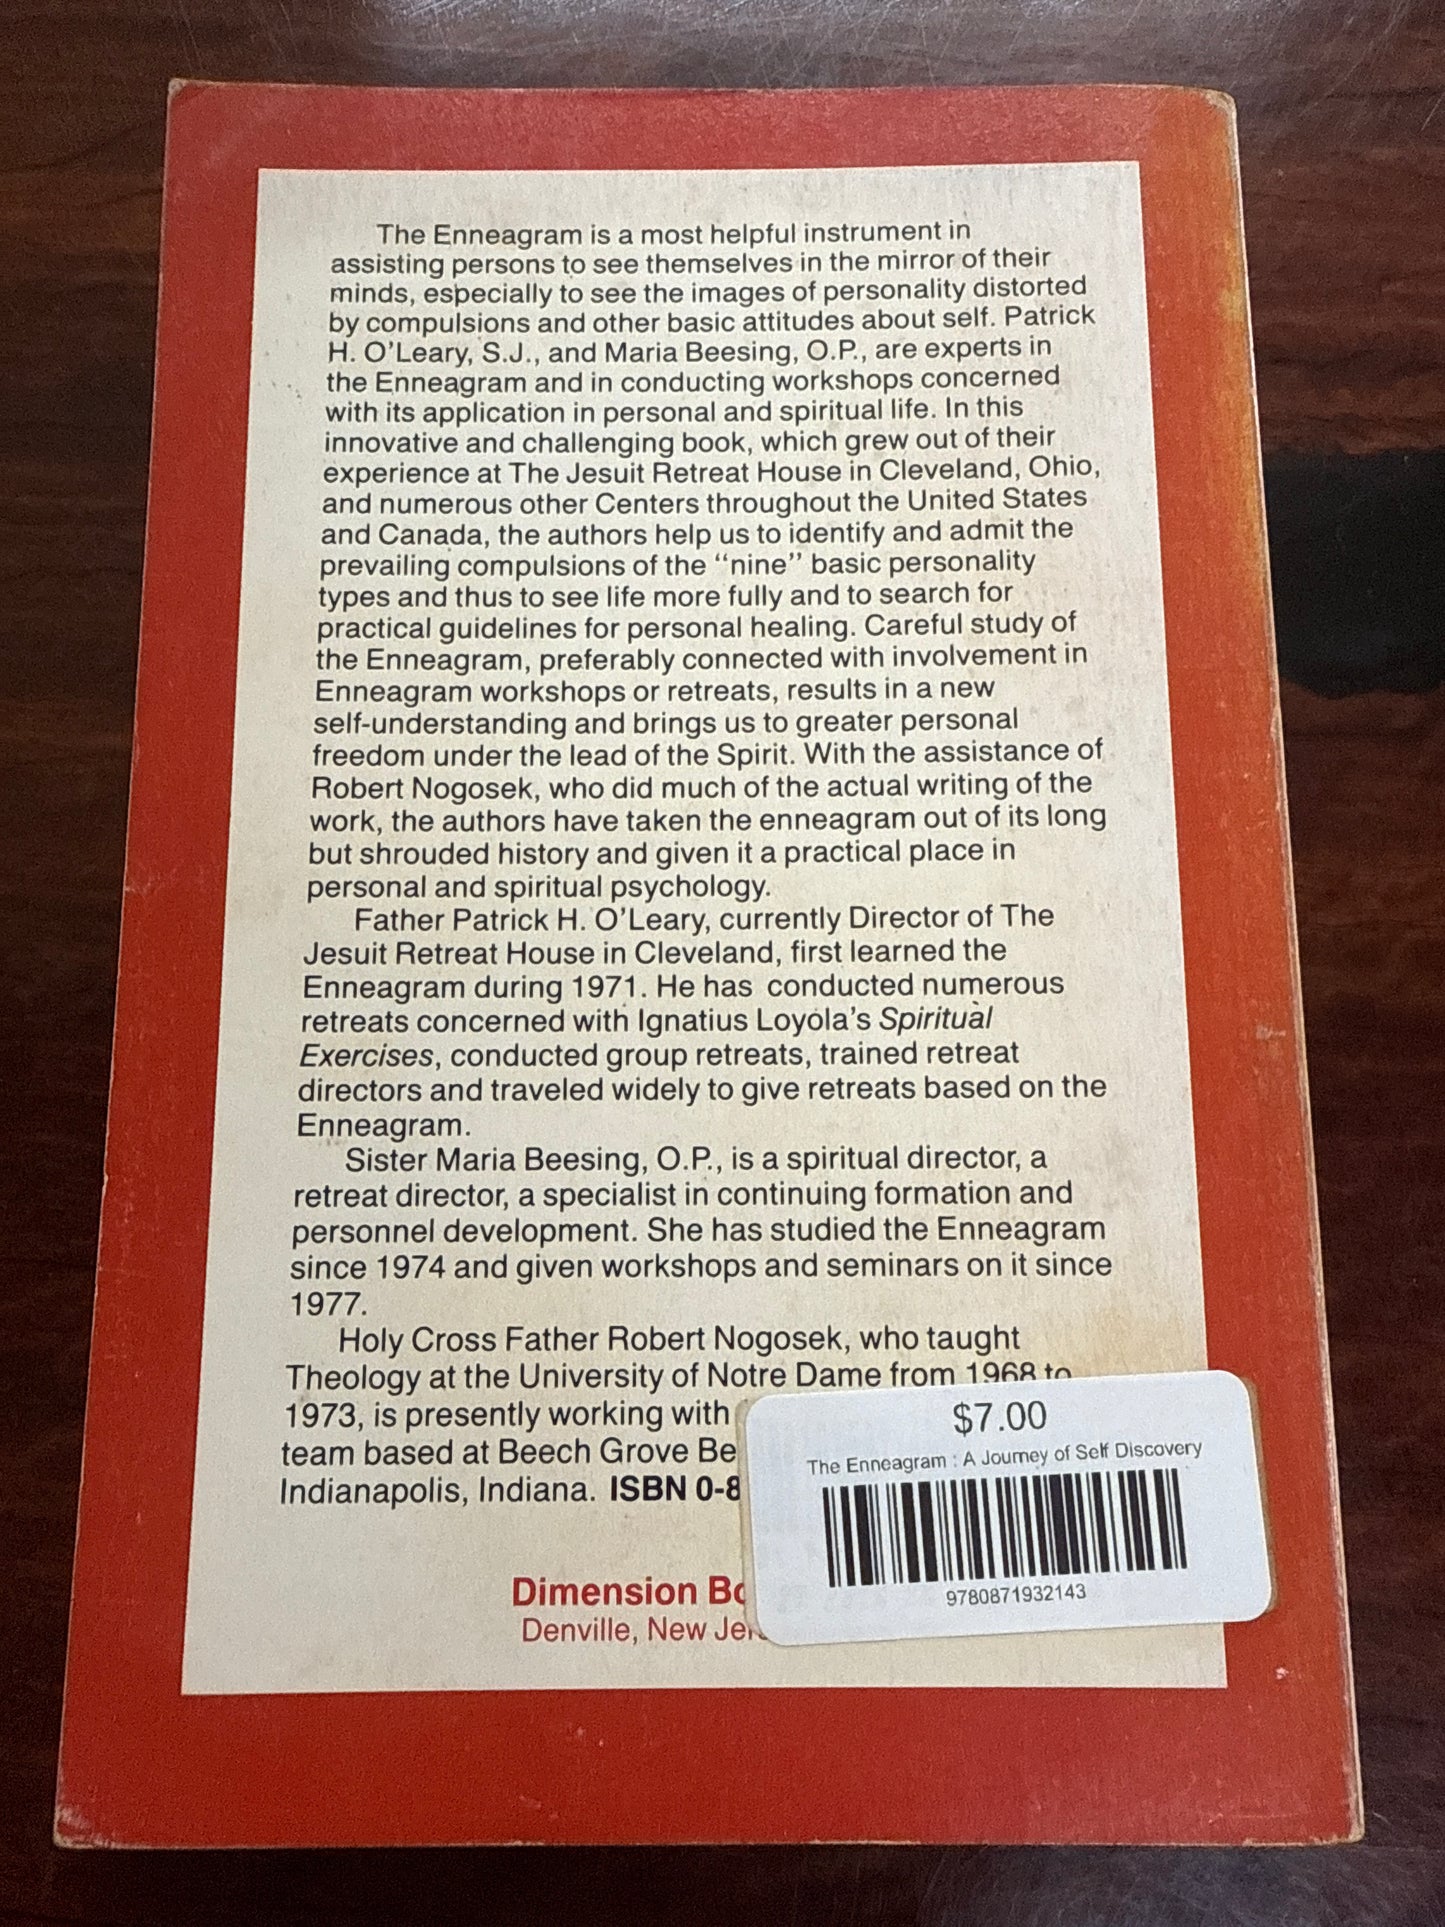 The Enneagram is a most helpful instrument in
assisting persons to see themselves in the mirror of their
minds, especially to see the images of personality distorted
by compulsions and other basic attitudes about self. Patrick
H. O'Leary, S.J., and Maria Beesing, O.P., are experts in
the Enneagram and in conducting workshops concerned
with its application in personal and spiritual life. In this
innovative and challenging book, which grew out of their
experience at The Jesuit Retreat House in Cleveland, Ohio,
and numerous other Centers throughout the United States
and Canada, the authors help us to identify and admit the
prevailing compulsions of the “nine” basic personality
types and thus to see life more fully and to search for
practical guidelines for personal healing. Careful study of
the Enneagram, preferably connected with involvement in
Enneagram workshops or retreats, results in a new
self-understanding and brings us to greater personal
freedom under the lead of the Spirit. With the assistance of
Robert Nogosek, who did much of the actual writing of the
work, the authors have taken the enneagram out of its long
but shrouded history and given it a practical place in
personal and spiritual psychology.
Father Patrick H. O'Leary, currently Director of The
Jesuit Retreat House in Cleveland, first learned the
Enneagram during 1971. He has conducted numerous
retreats concerned with Ignatius Loyola's Spiritual
Exercises, conducted group retreats, trained retreat
directors and traveled widely to give retreats based on the
Enneagram.
Sister Maria Beesing, O.P., is a spiritual director, a
retreat director, a specialist in continuing formation and
personnel development. She has studied the Enneagram
since 1974 and given workshops and seminars on it since
1977.
Holy Cross Father Robert Nogosek, who taught
Theology at the University of Notre Dame from 1968 to
1973, is presently working with
team based at Beech Grove Be
Indianapolis, Indiana. ISBN 0-8
Dimension Bo
Denville, New Jer
$7.00
The Enneagram : A Journey of Self Discovery
9780871932143